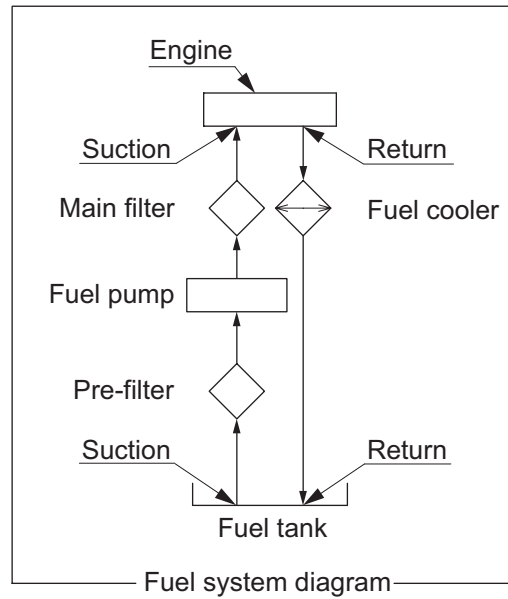 Engine
Suction
Return
Main filter
Fuel cooler
Fuel pump
Pre-filter
Suction
Return
Fuel tank
Fuel system diagram